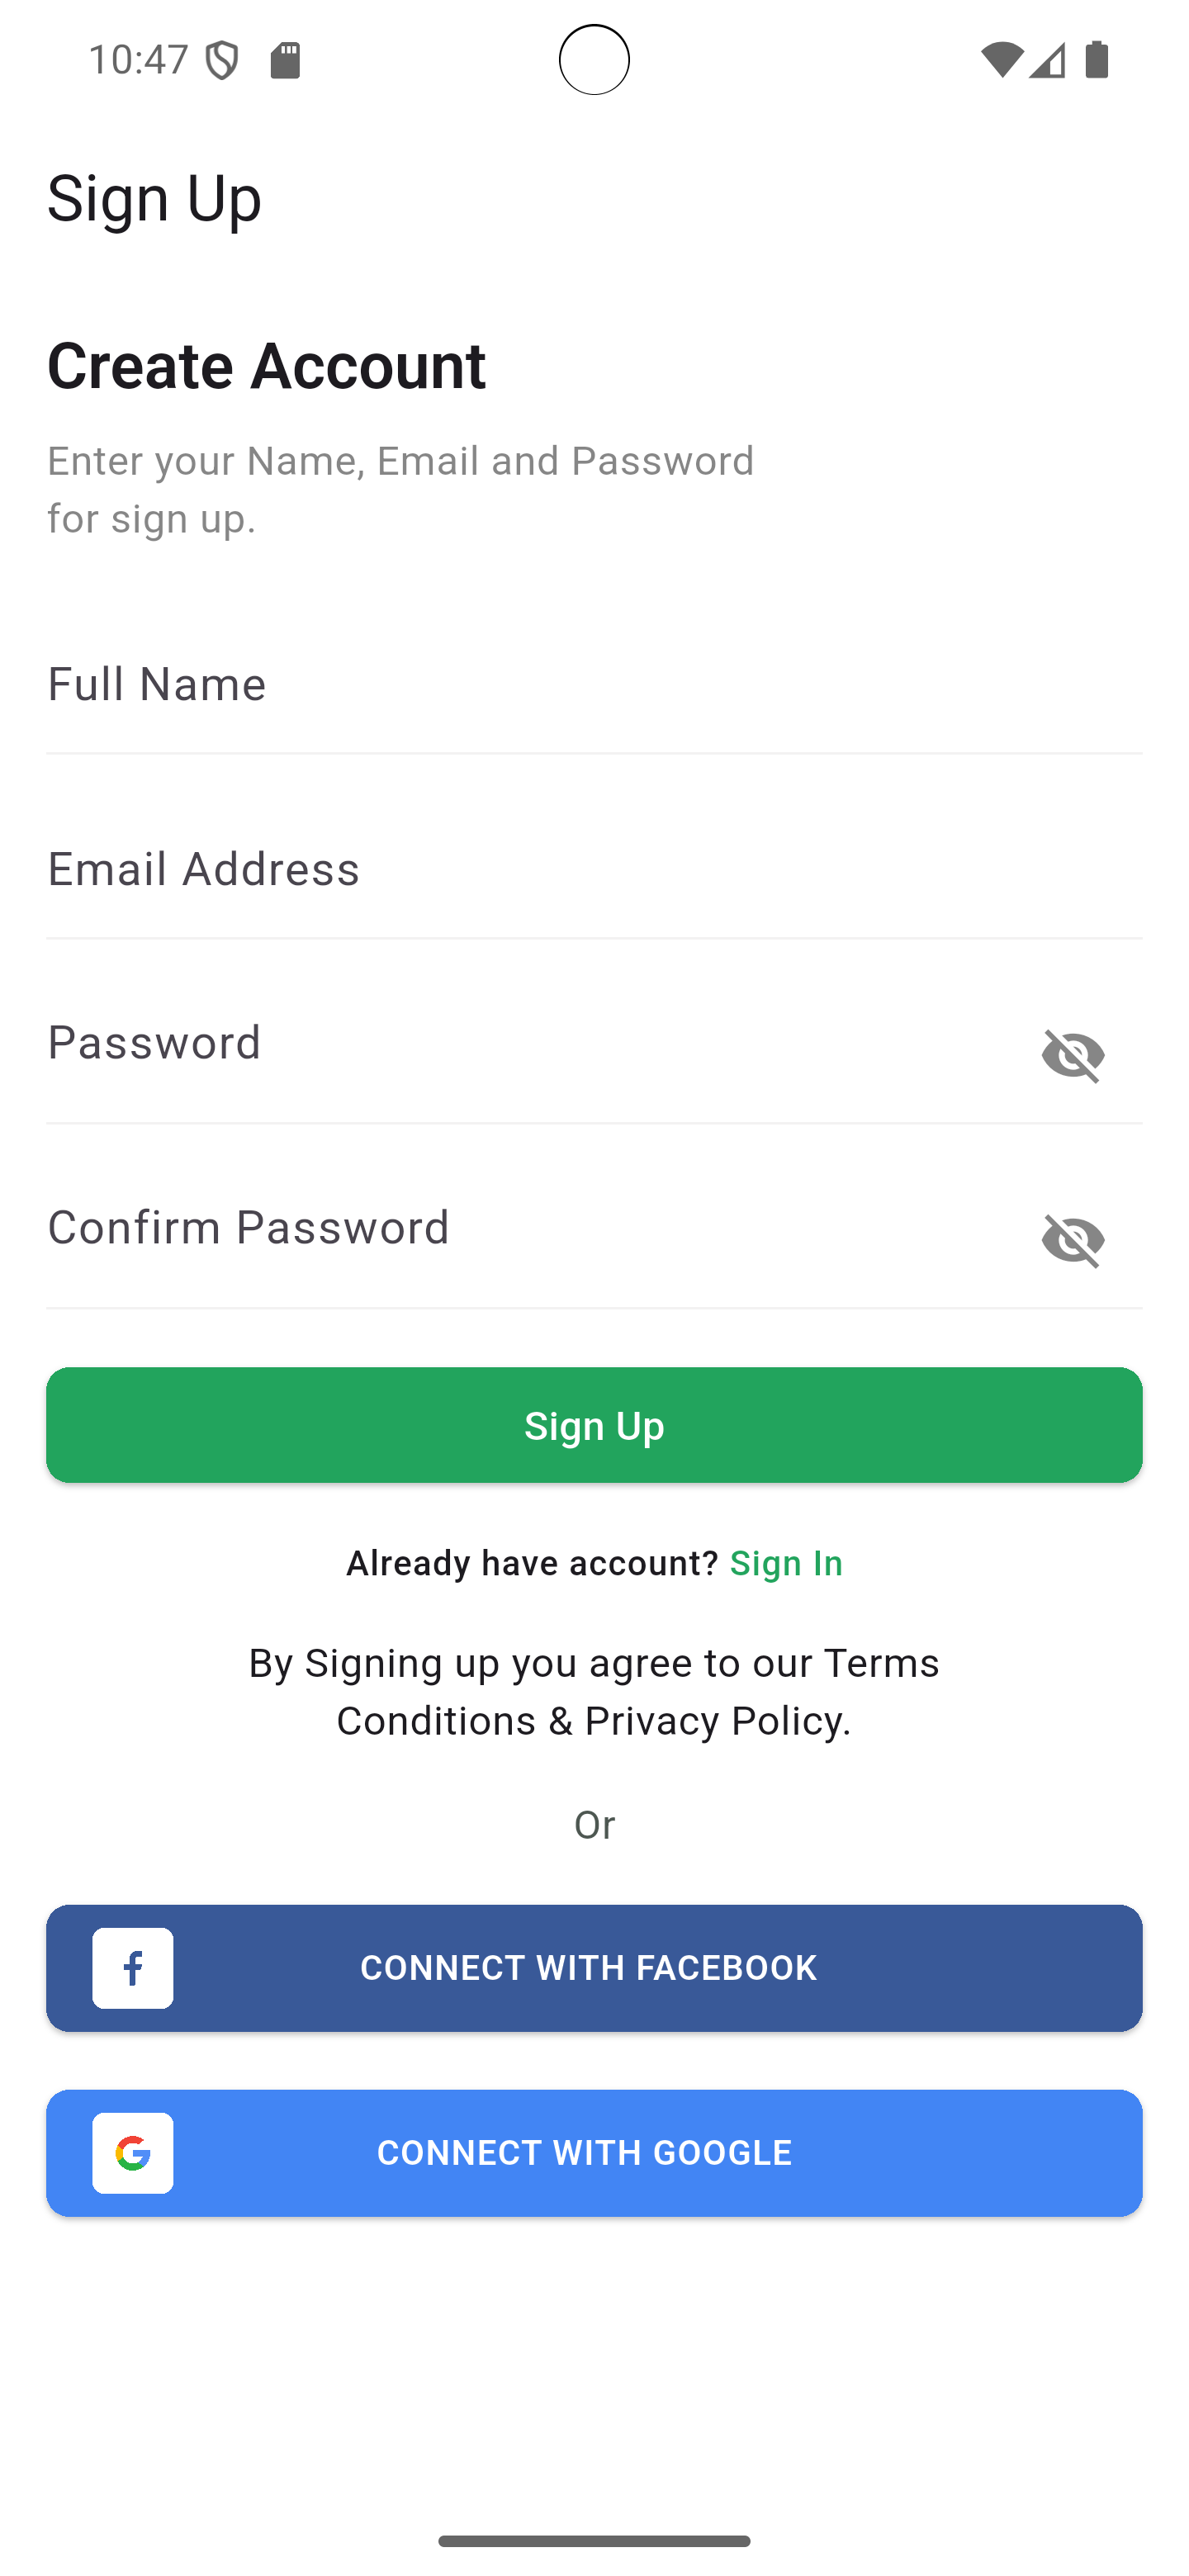 10:47
Sign Up
Create Account
Enter your Name, Email and Password
for sign up.
Full Name
Email Address
Password
Confirm Password
Sign Up
Already have account? Sign In
By Signing up you agree to our Terms
Conditions & Privacy Policy.
Or
CONNECT WITH FACEBOOK
CONNECT WITH GOOGLE